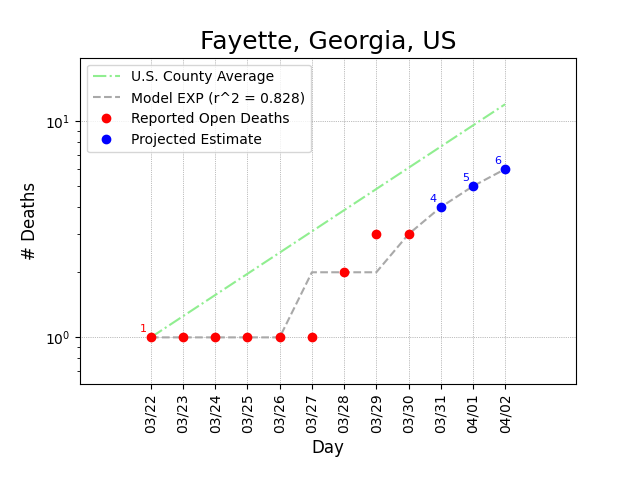 Fayette, Georgia, US
U.S. County Average
Model EXP (r^2 = 0.828)
Reported Open Deaths
Projected Estimate
# Deaths
10^1
10^0
1
4
5
6
03/22
03/23
03/24
03/25
03/26
03/27
03/28
03/29
03/30
03/31
04/01
04/02
Day